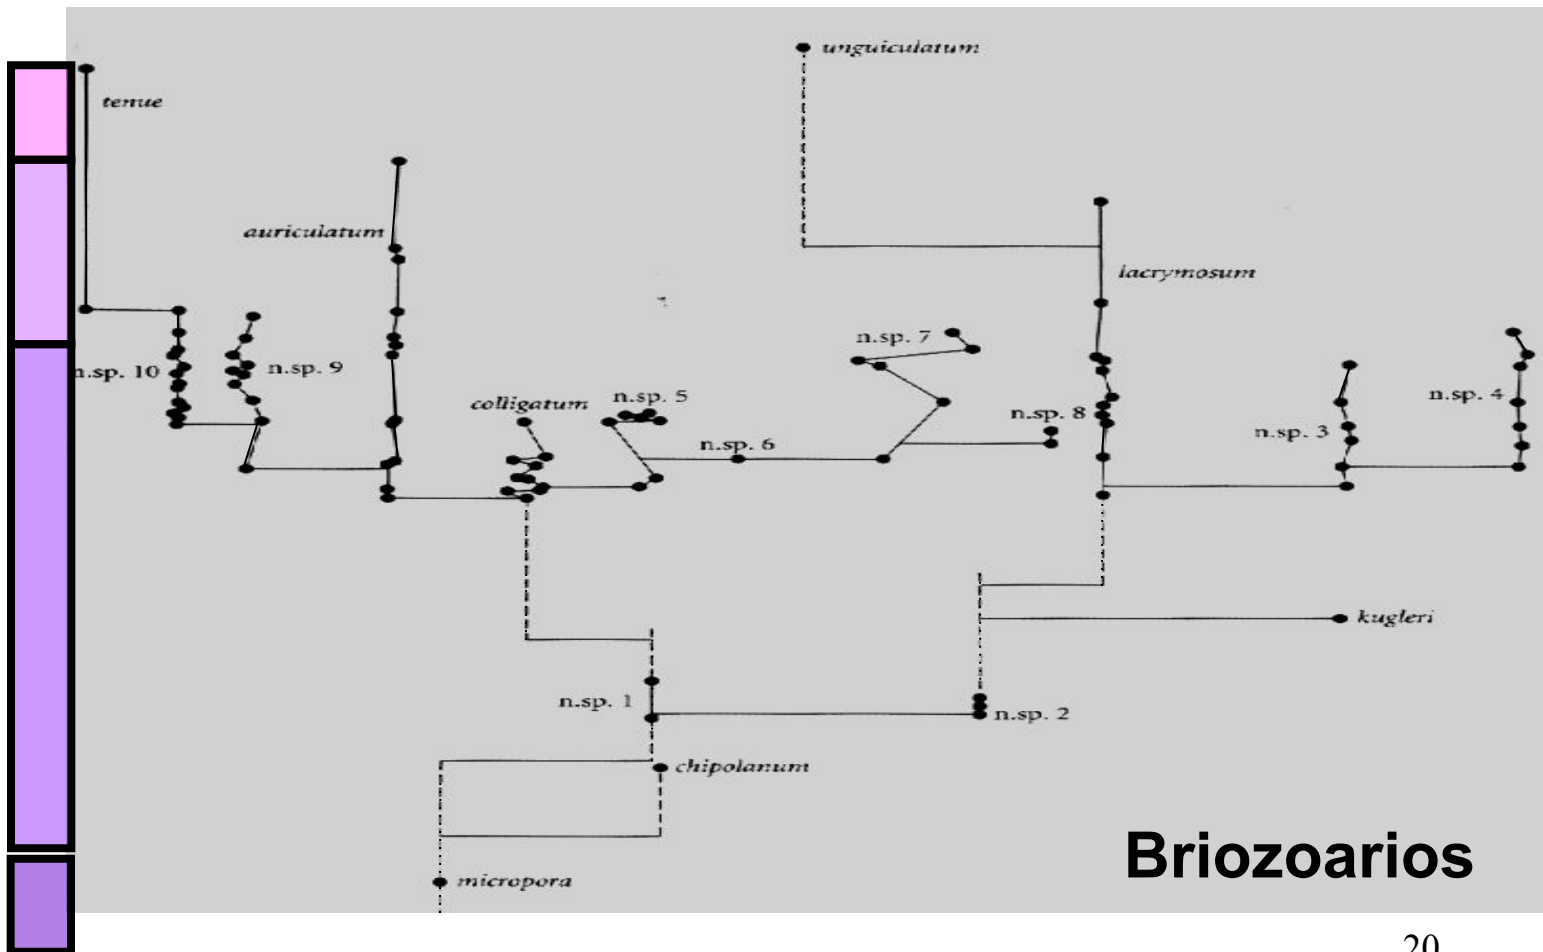 unguiculatum
tenue
auriculatum
lacrymosum
n.sp. 7
n.sp. 10
n.sp. 9
n.sp. 5
n.sp. 4
colligatum
n.sp. 8
n.sp. 3
n.sp. 6
kugleri
n.sp. 1
n.sp. 2
chipolanum
Briozoarios
micropora
20